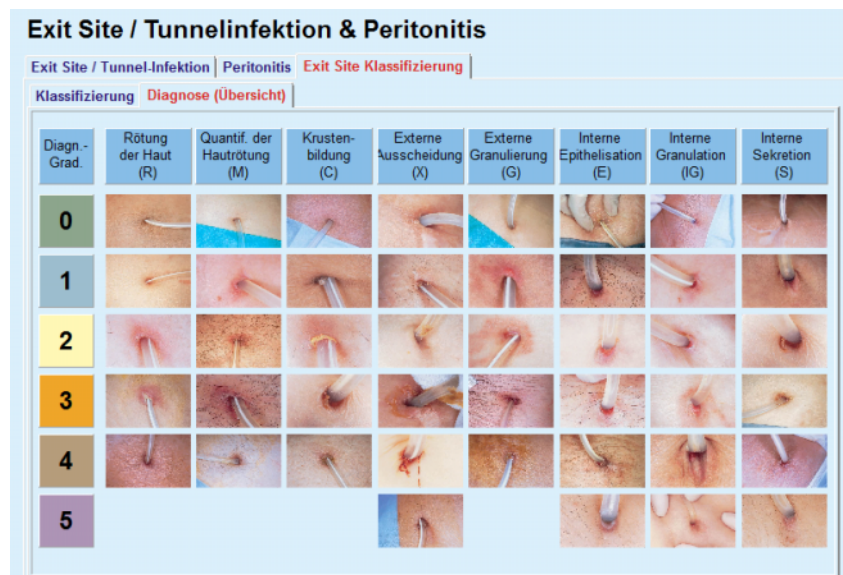 Exit Site / Tunnelinfektion & Peritonitis
Exit Site / Tunnel-Infektion Peritonitis Exit Site Klassifizierung
Klassifizierung Diagnose (Übersicht)
Diagn.-
Grad.
Rötung
der Haut
(R)
Quantif. der
Hautrötung
(M)
Krusten-
bildung
(C)
Externe
Ausscheidung
(X)
Externe
Granulierung
(G)
Interne
Epithelisation
(E)
Interne
Granulation
(IG)
Interne
Sekretion
(S)
0
1
2
3
4
5